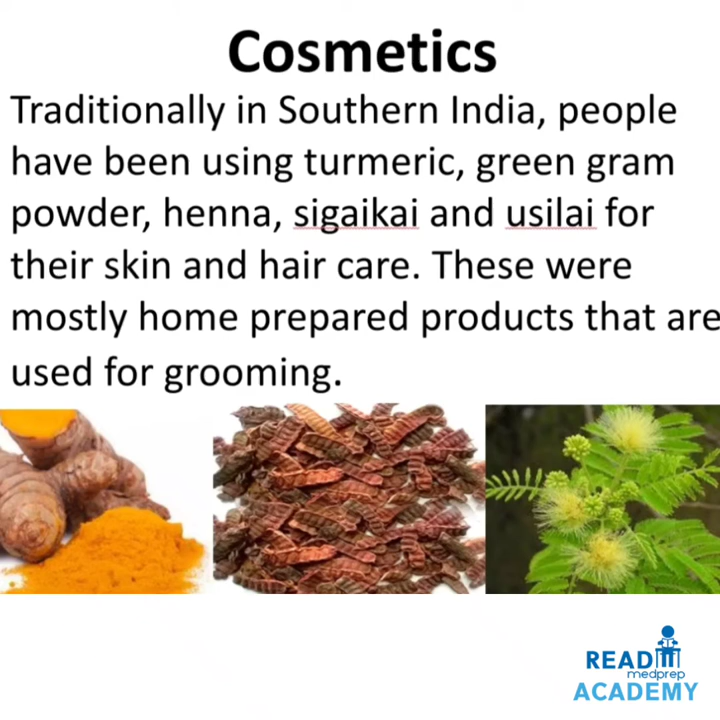 Cosmetics
Traditionally in Southern India, people
have been using turmeric, green gram
powder, henna, sigaikai and usilai for
their skin and hair care. These were
mostly home prepared products that are
used for grooming.
READ
medprep
ACADEMY